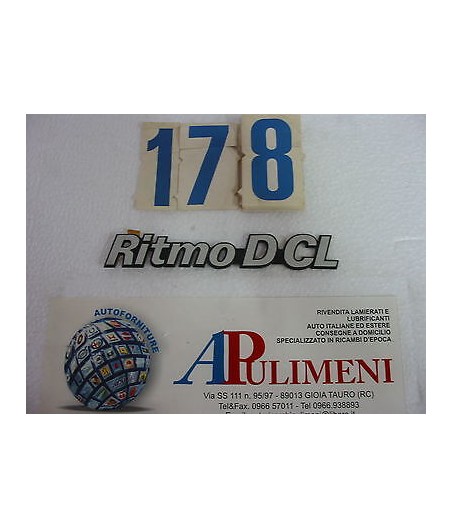 178
Ritmo D CL
AUTOFORNITURE
RIVENDITA LAMIERATI E
LUBRIFICANTI
AUTO ITALIANE ED ESTERE
CONSEGNE A DOMICILIO
SPECIALIZZATO IN RICAMBI D'EPOCA
APULIMENI
Via SS 111 n. 95/97 - 89013 GIOIA TAURO (RC)
Tel&Fax. 0966 57011 - Tel 0966.938893